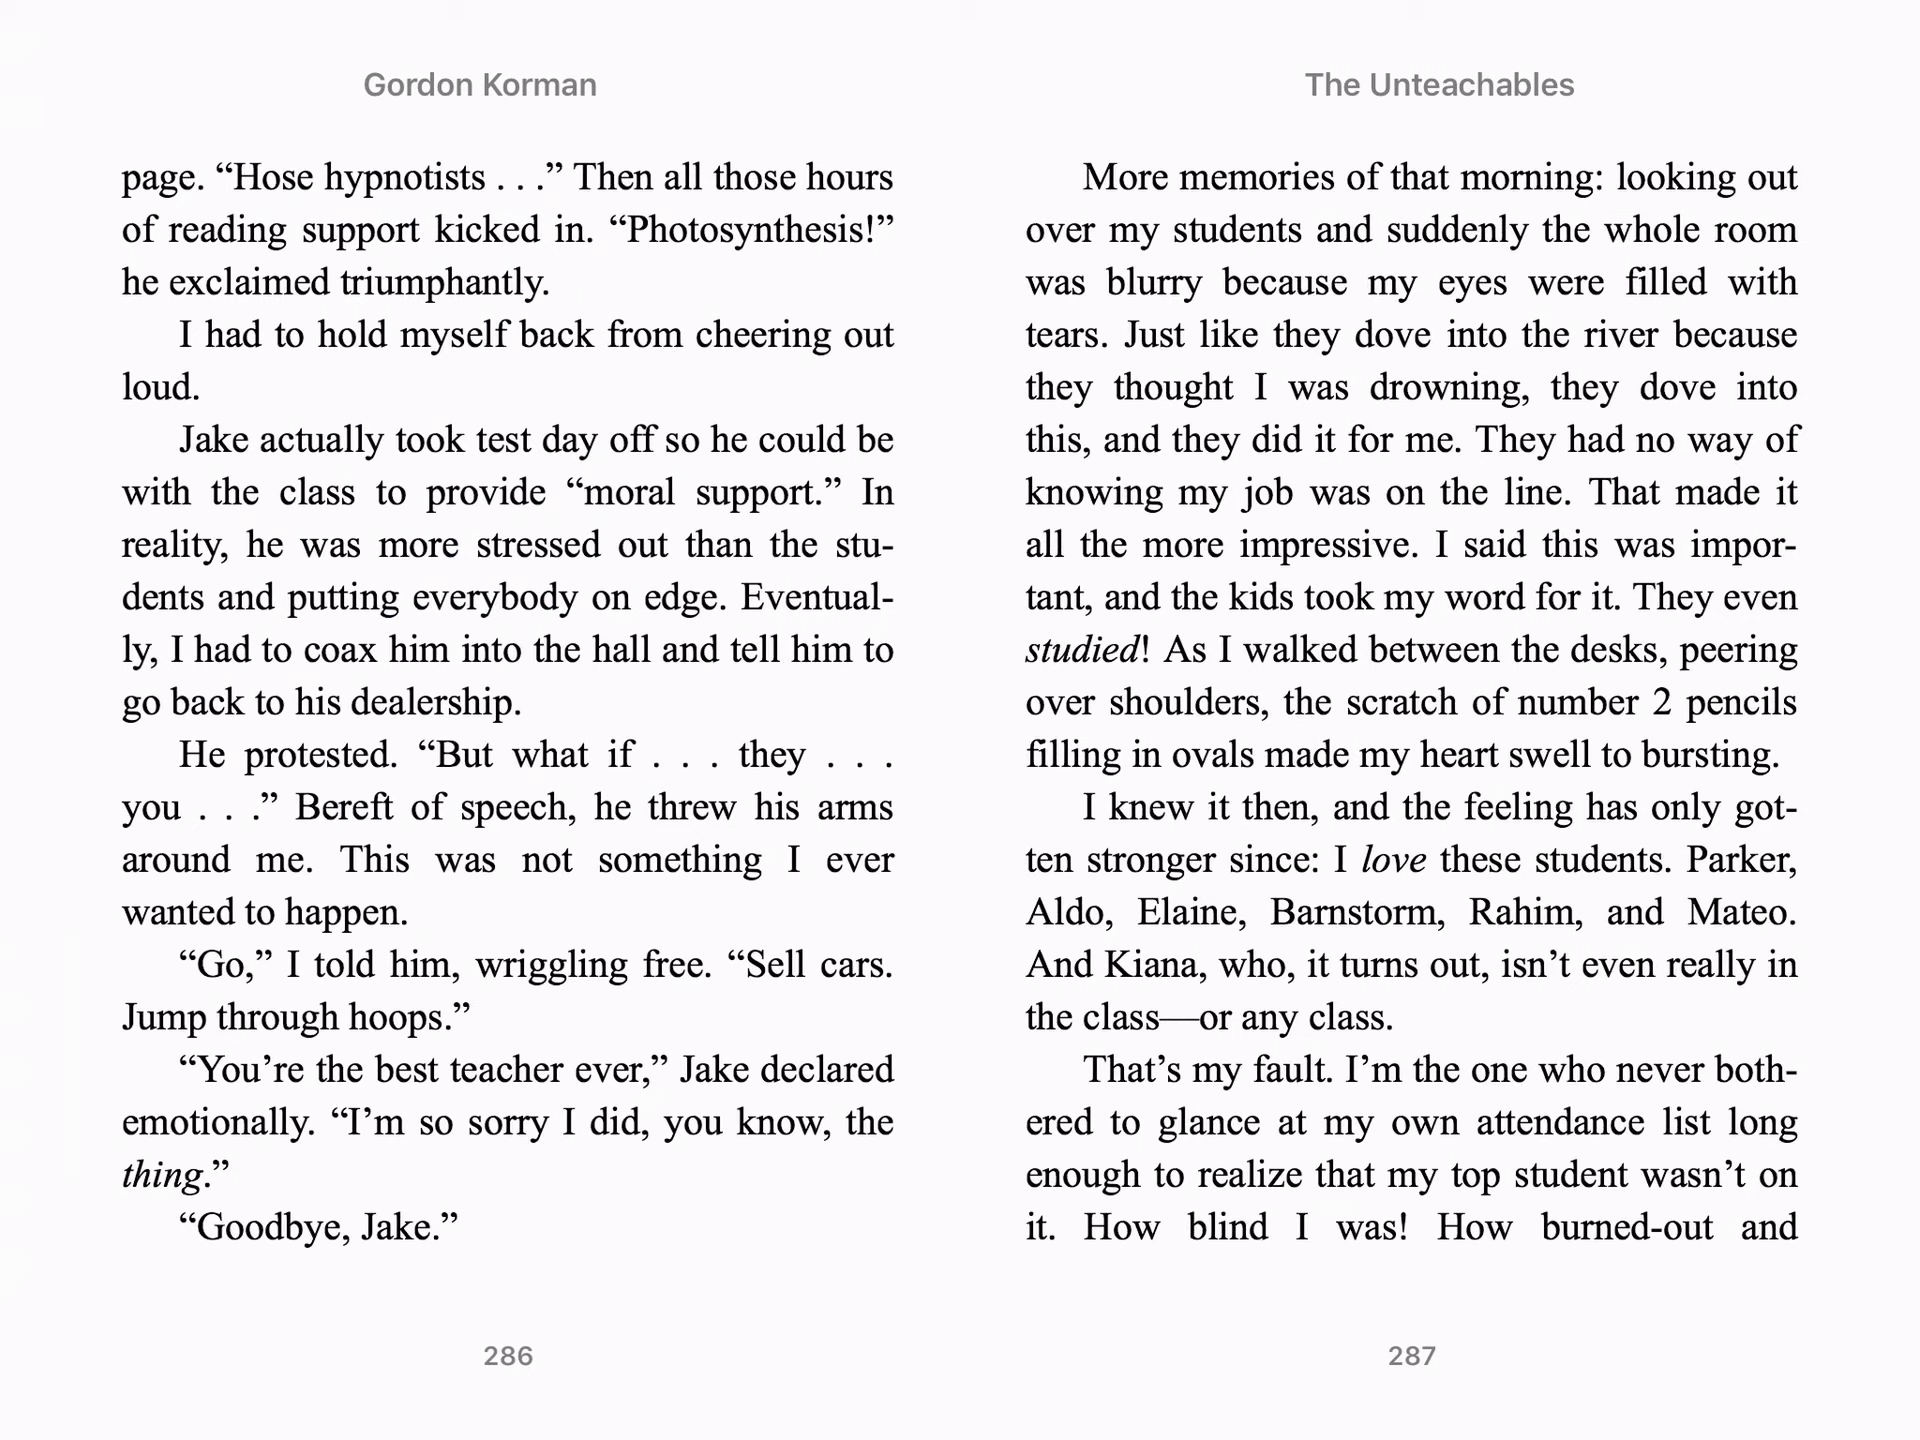 Gordon Korman
page. “Hose hypnotists . . .” Then all those hours
of reading support kicked in. “Photosynthesis!”
he exclaimed triumphantly.
I had to hold myself back from cheering out
loud.
Jake actually took test day off so he could be
with the class to provide “moral support.” In
reality, he was more stressed out than the stu-
dents and putting everybody on edge. Eventual-
ly, I had to coax him into the hall and tell him to
go back to his dealership.
He protested. “But what if . . . they . . .
you . . .” Bereft of speech, he threw his arms
around me. This was not something I ever
wanted to happen.
“Go,” I told him, wriggling free. “Sell cars.
Jump through hoops.”
“You’re the best teacher ever,” Jake declared
emotionally. “I’m so sorry I did, you know, the
thing.”
“Goodbye, Jake.”
286
The Unteachables
More memories of that morning: looking out
over my students and suddenly the whole room
was blurry because my eyes were filled with
tears. Just like they dove into the river because
they thought I was drowning, they dove into
this, and they did it for me. They had no way of
knowing my job was on the line. That made it
all the more impressive. I said this was impor-
tant, and the kids took my word for it. They even
studied! As I walked between the desks, peering
over shoulders, the scratch of number 2 pencils
filling in ovals made my heart swell to bursting.
I knew it then, and the feeling has only got-
ten stronger since: I love these students. Parker,
Aldo, Elaine, Barnstorm, Rahim, and Mateo.
And Kiana, who, it turns out, isn’t even really in
the class—or any class.
That’s my fault. I’m the one who never both-
ered to glance at my own attendance list long
enough to realize that my top student wasn’t on
it. How blind I was! How burned-out and
287